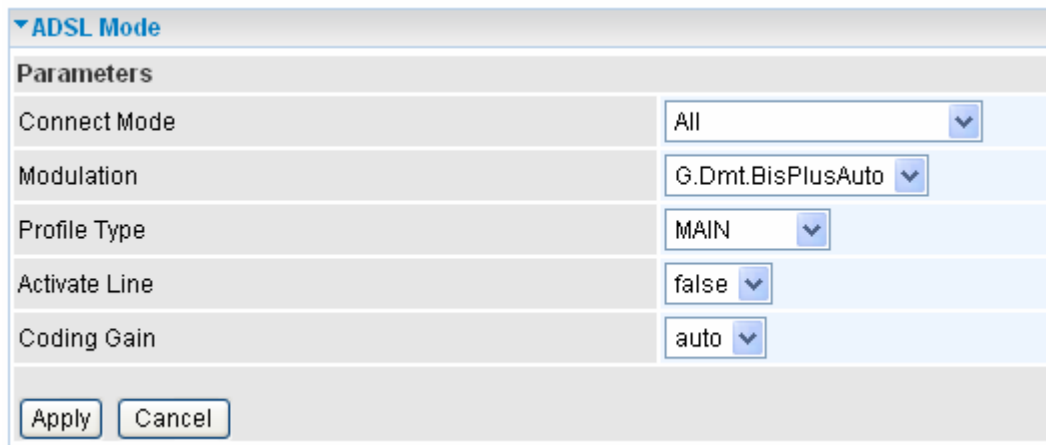 ADSL Mode
Parameters
Connect Mode All
Modulation G.Dmt.BisPlusAuto
Profile Type MAIN
Activate Line false
Coding Gain auto
Apply Cancel